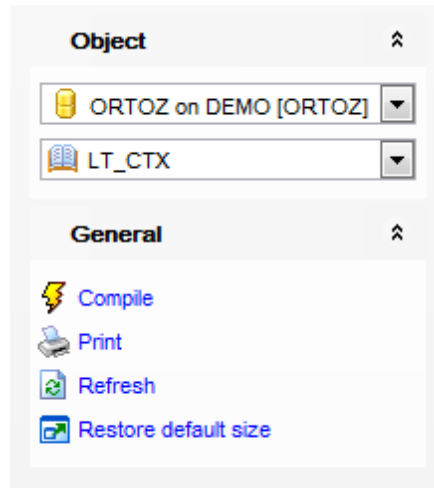 Object
ORTOZ on DEMO [ORTOZ]
LT_CTX
General
Compile
Print
Refresh
Restore default size